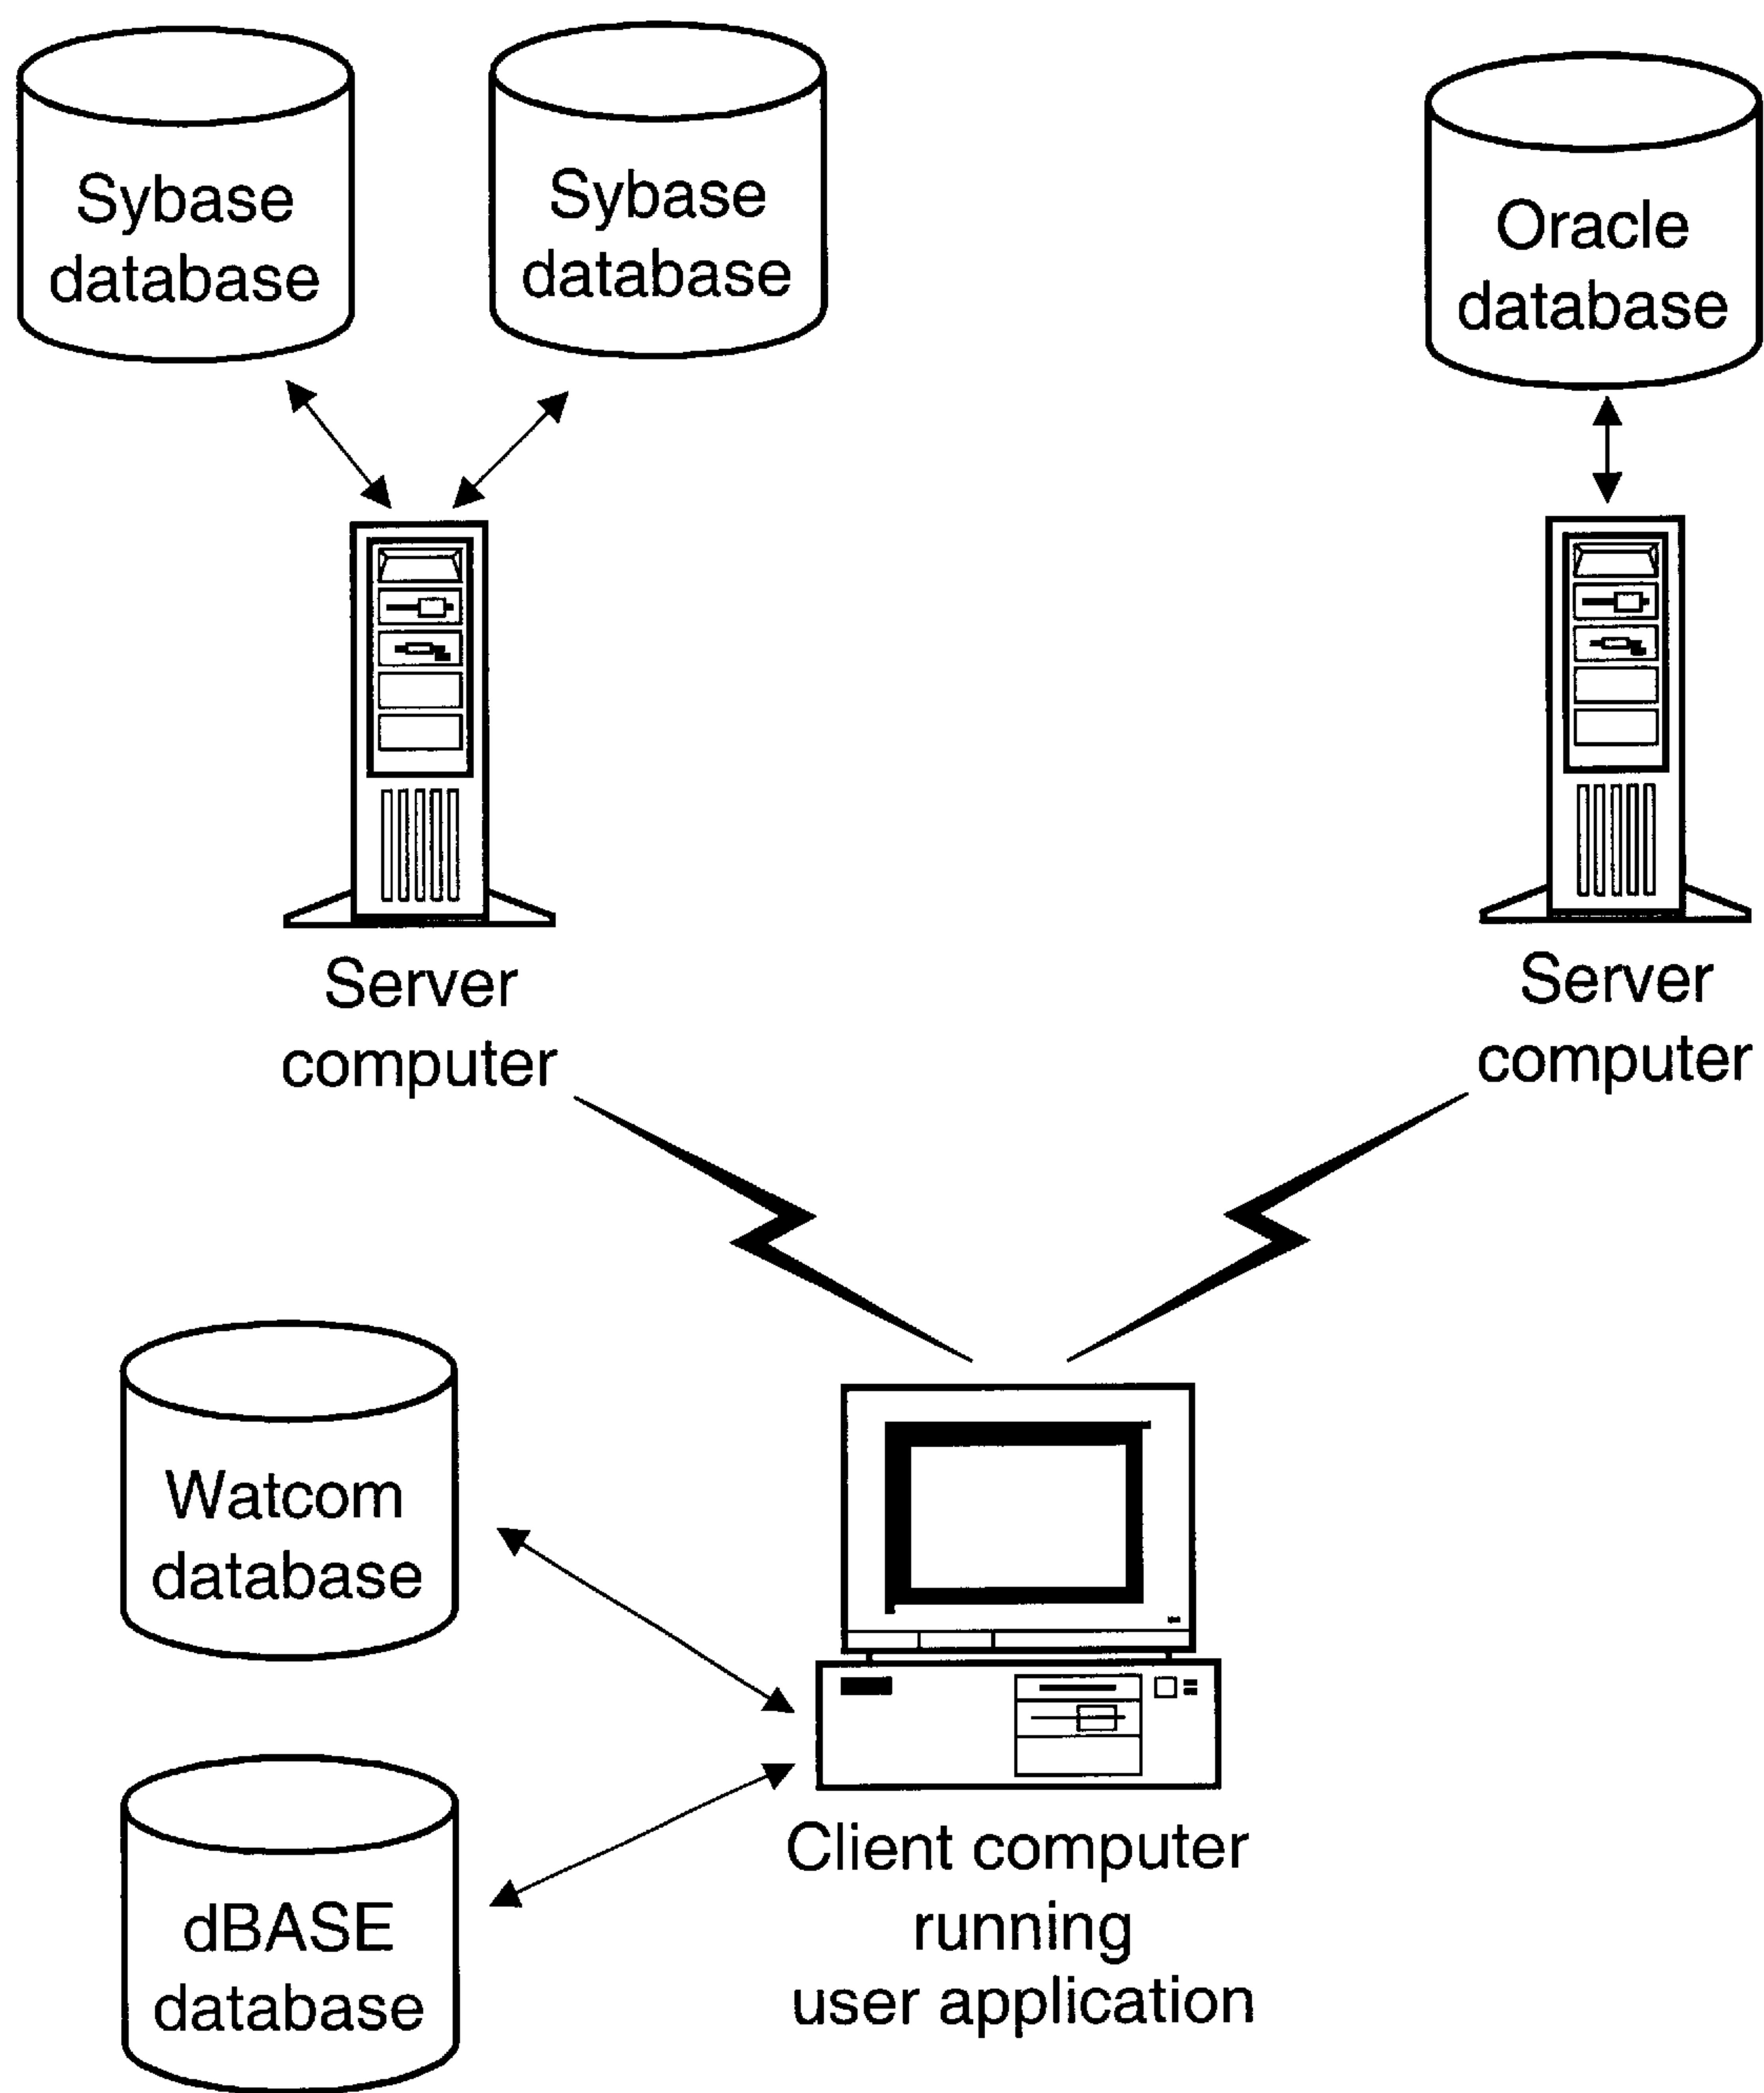 Sybase
database
Sybase
database
Oracle
database
Server
computer
Server
computer
Watcom
database
dBASE
database
Client computer
running
user application